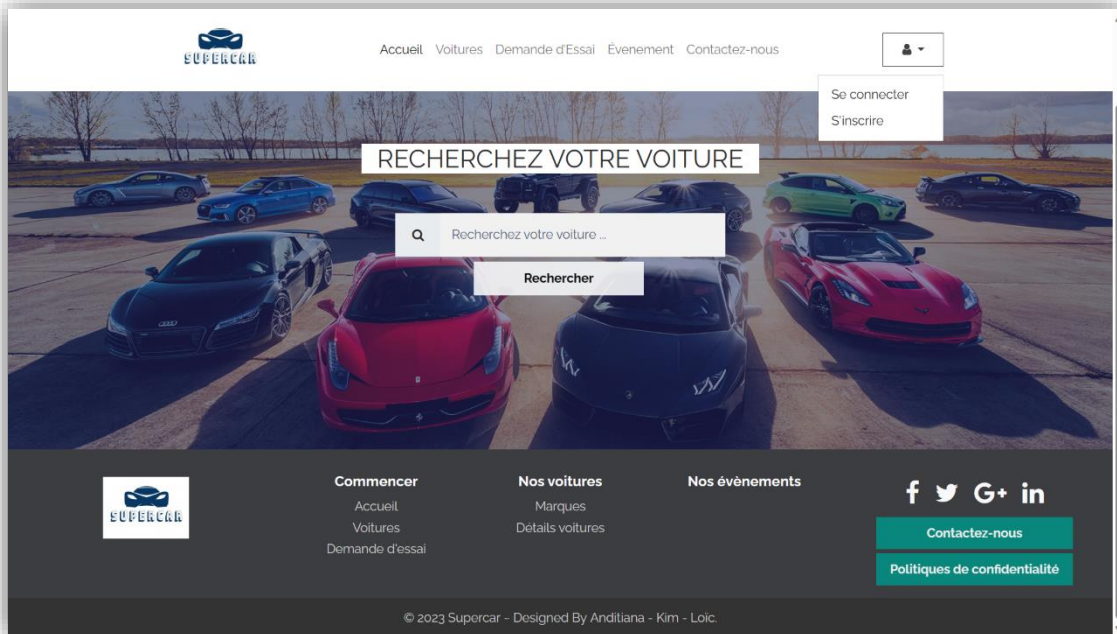 SUPERCAR
Accueil Voitures Demande d'Essai Évenement Contactez-nous
Se connecter
S'inscrire
RECHERCHEZ VOTRE VOITURE
Recherchez votre voiture ...
Rechercher
SUPERCAR
Commencer
Accueil
Voitures
Demande d'essai
Nos voitures
Marques
Détails voitures
Nos évènements
f G+ in
Contactez-nous
Politiques de confidentialité
© 2023 Supercar - Designed By Anditiana - Kim - Loïc.